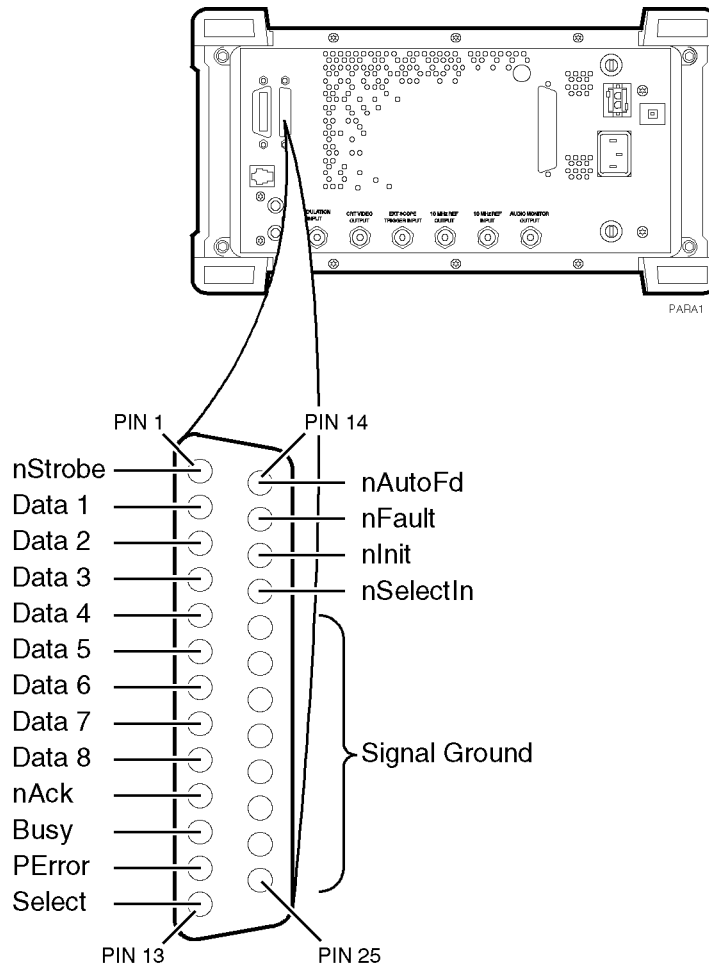 MODULATION INPUT
CRT VIDEO OUTPUT
EXT SCOPE TRIGGER INPUT
10 MHz REF OUTPUT
10 MHz REF INPUT
AUDIO MONITOR OUTPUT
PARA1
PIN 1
PIN 14
nStrobe
Data 1
Data 2
Data 3
Data 4
Data 5
Data 6
Data 7
Data 8
nAck
Busy
PError
Select
nAutoFd
nFault
nInit
nSelectIn
Signal Ground
PIN 13
PIN 25